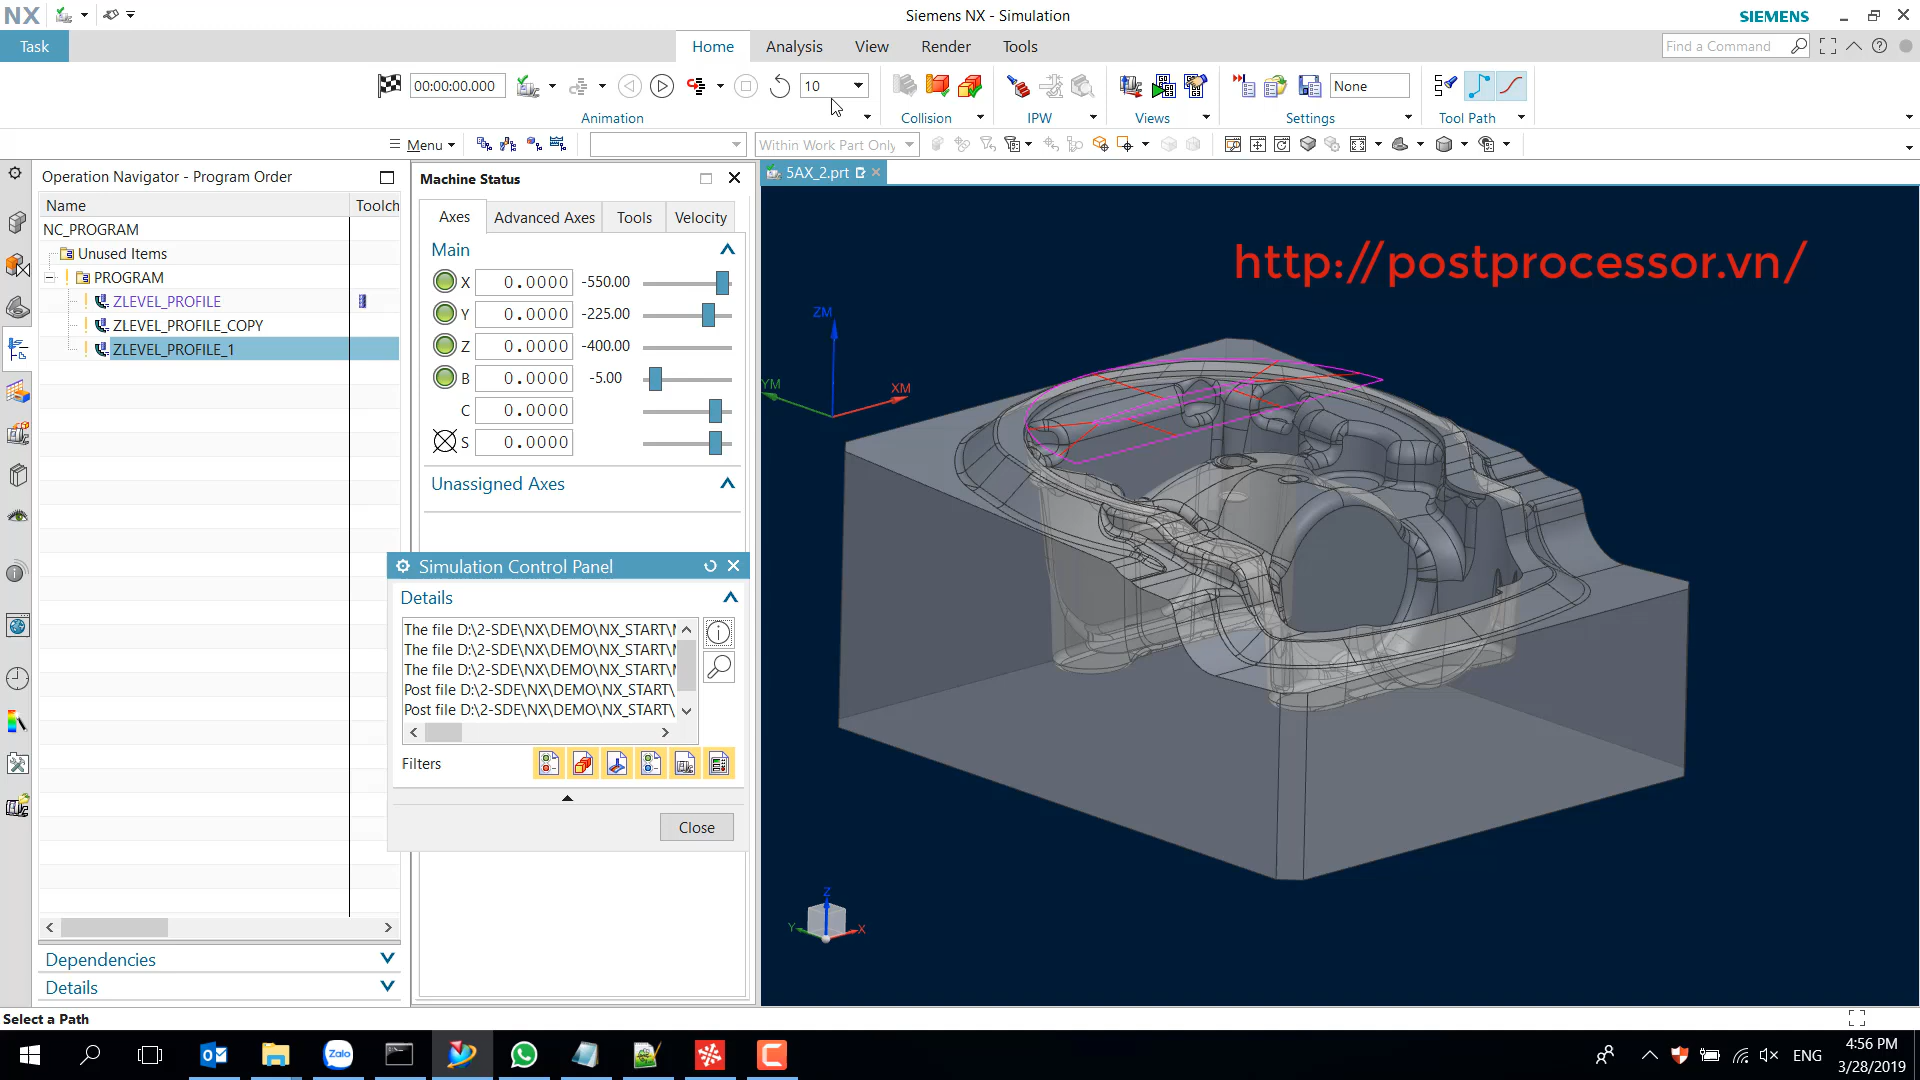 NX
Siemens NX - Simulation
SIEMENS
Task
Home
Analysis
View
Render
Tools
Find a Command
00:00:00.000
10
None
Animation
Collision
IPW
Views
Settings
Tool Path
Menu
Within Work Part Only
Operation Navigator - Program Order
Name
Toolch
NC_PROGRAM
Unused Items
PROGRAM
ZLEVEL_PROFILE
ZLEVEL_PROFILE_COPY
ZLEVEL_PROFILE_1
Dependencies
Details
Machine Status
Axes
Advanced Axes
Tools
Velocity
Main
X 0.0000 -550.00
Y 0.0000 -225.00
Z 0.0000 -400.00
B 0.0000 -5.00
C 0.0000
S 0.0000
Unassigned Axes
Simulation Control Panel
Details
The file D:\2-SDE\NX\DEMO\NX_START\
The file D:\2-SDE\NX\DEMO\NX_START\
The file D:\2-SDE\NX\DEMO\NX_START\
Post file D:\2-SDE\NX\DEMO\NX_START\
Post file D:\2-SDE\NX\DEMO\NX_START\
Filters
Close
5AX_2.prt
http://postprocessor.vn/
ZM
YM
XM
Z
Y
X
Select a Path
Zalo
ENG
4:56 PM
3/28/2019